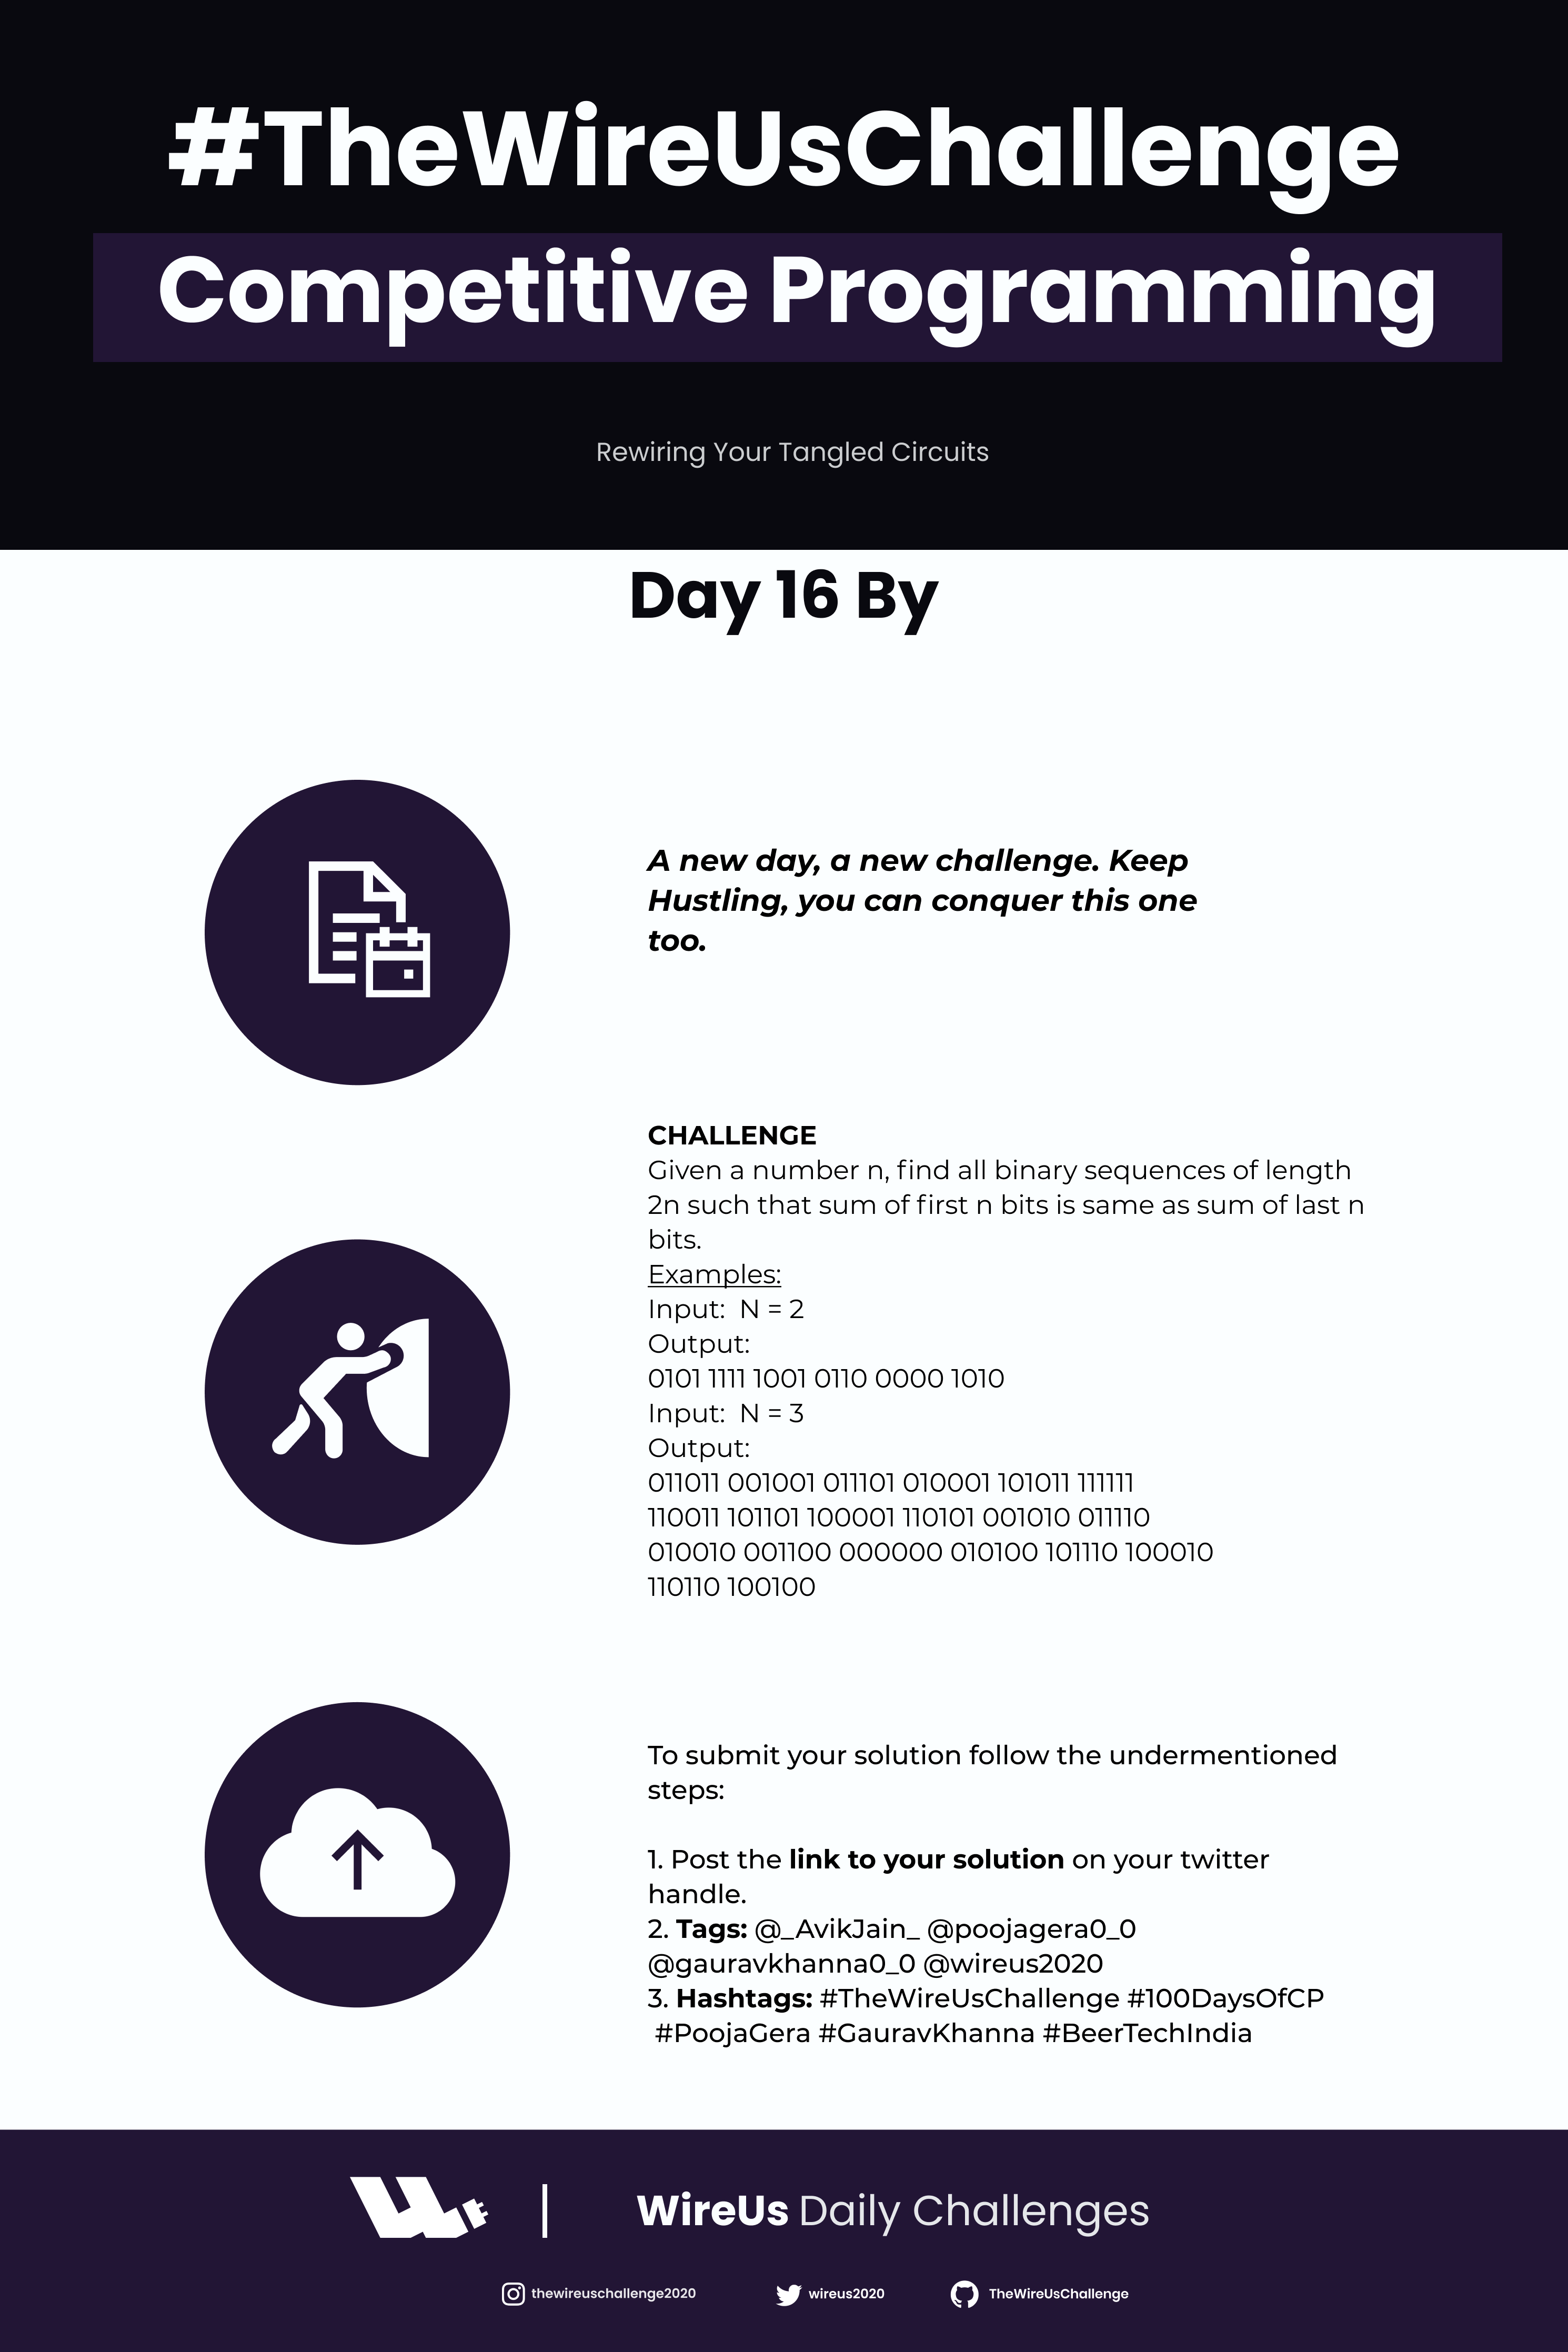 #TheWireUsChallenge
Competitive Programming
Rewiring Your Tangled Circuits
Day 16 By
A new day, a new challenge. Keep
Hustling, you can conquer this one
too.
CHALLENGE
Given a number n, find all binary sequences of length
2n such that sum of first n bits is same as sum of last n
bits.
Examples:
Input:  N = 2
Output:
0101 1111 1001 0110 0000 1010
Input:  N = 3
Output:
011011 001001 011101 010001 101011 111111
110011 101101 100001 110101 001010 011110
010010 001100 000000 010100 101110 100010
110110 100100
To submit your solution follow the undermentioned
steps:
1. Post the link to your solution on your twitter
handle.
2. Tags: @_AvikJain_ @poojagera0_0
@gauravkhanna0_0 @wireus2020
3. Hashtags: #TheWireUsChallenge #100DaysOfCP
#PoojaGera #GauravKhanna #BeerTechIndia
WireUs Daily Challenges
thewireuschallenge2020
wireus2020
TheWireUsChallenge